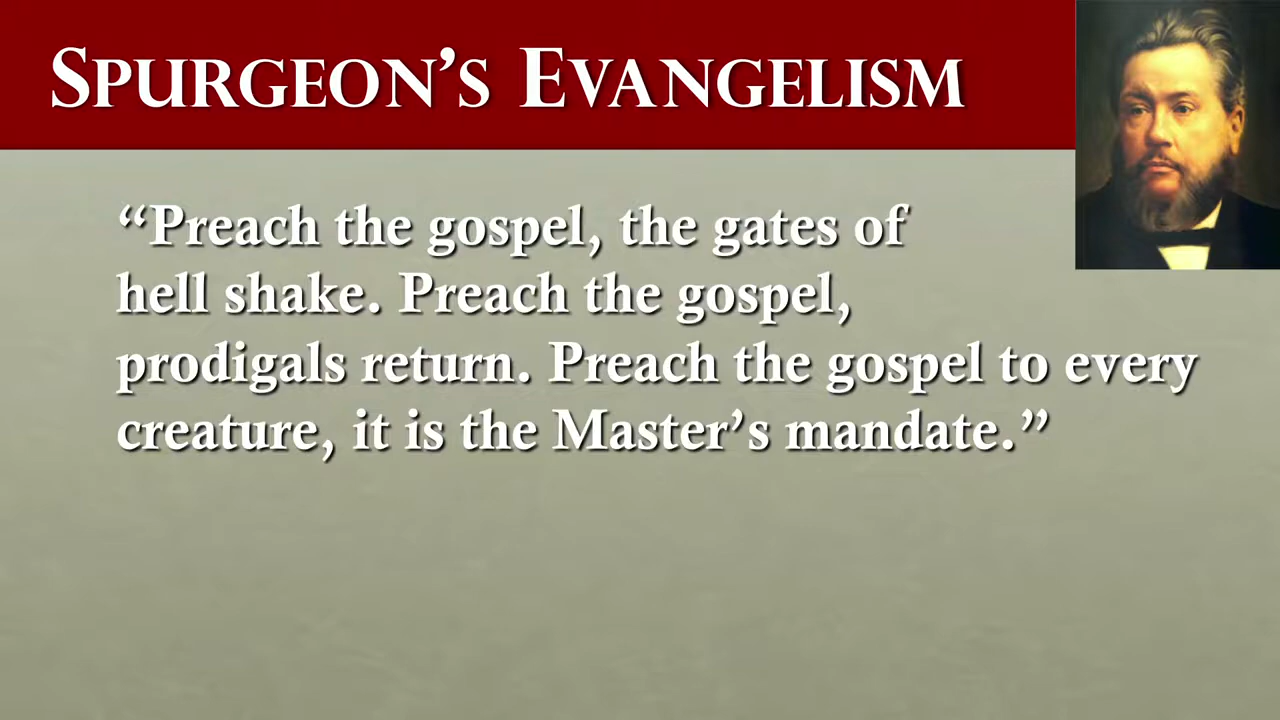 Spurgeon’s Evangelism
“Preach the gospel, the gates of
hell shake. Preach the gospel,
prodigals return. Preach the gospel to every
creature, it is the Master’s mandate.”